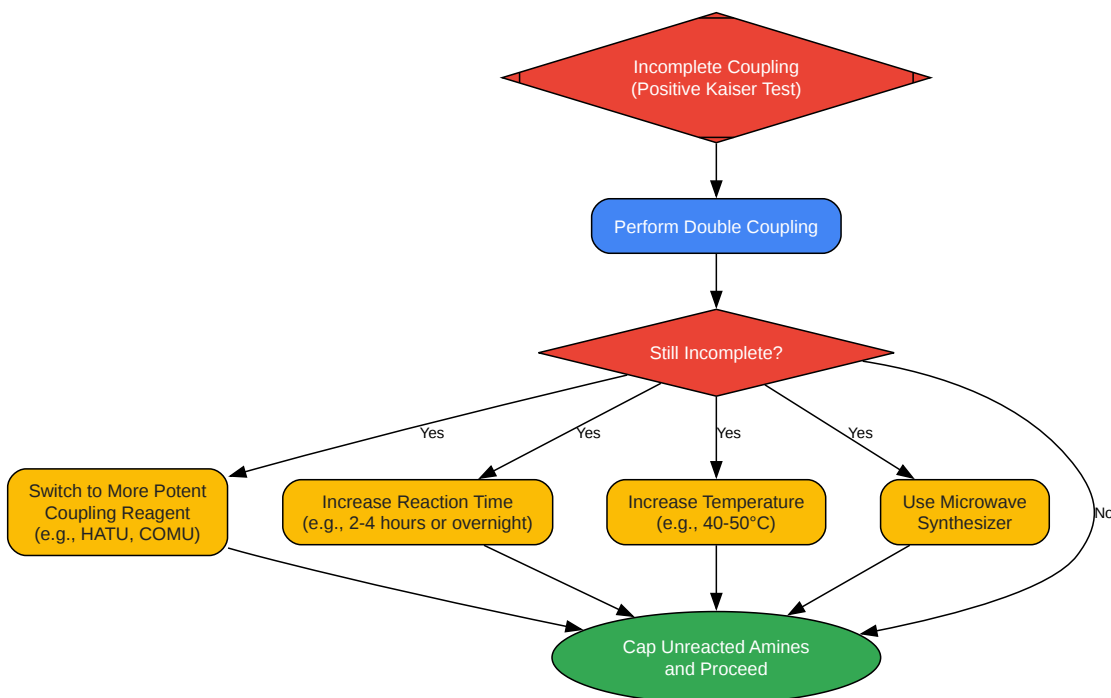 Incomplete Coupling
(Positive Kaiser Test)
Perform Double Coupling
Still Incomplete?
Yes
Yes
Yes
Yes
No
Switch to More Potent
Coupling Reagent
(e.g., HATU, COMU)
Increase Reaction Time
(e.g., 2-4 hours or overnight)
Increase Temperature
(e.g., 40-50°C)
Use Microwave
Synthesizer
Cap Unreacted Amines
and Proceed